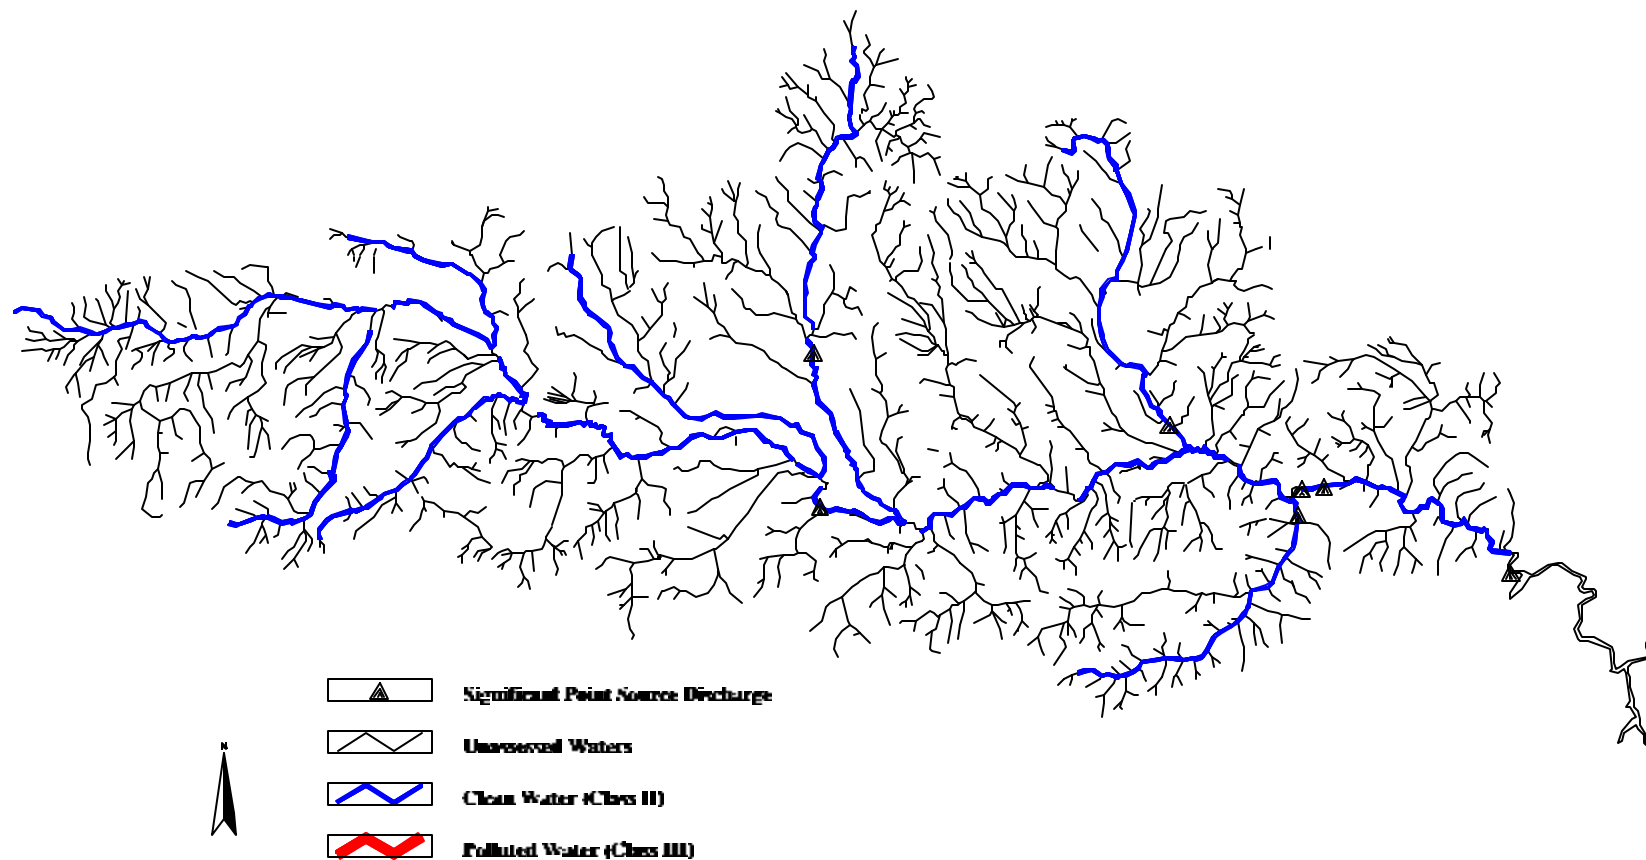 Significant Point Source Discharge
Unassessed Waters
N
Clean Water (Class II)
Polluted Water (Class III)